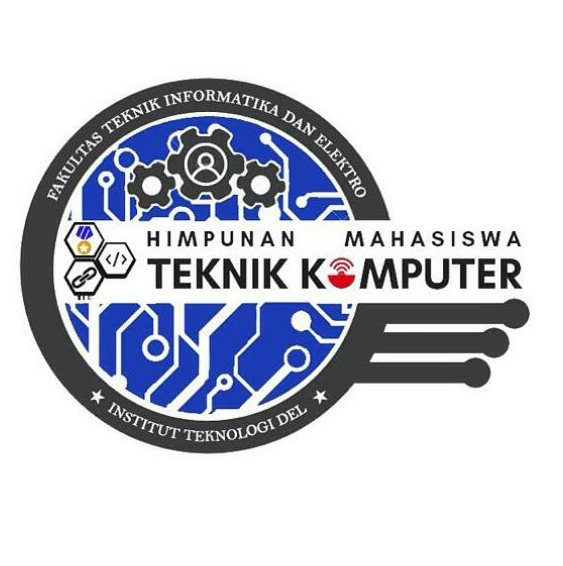 FAKULTAS TEKNIK INFORMATIKA DAN ELEKTRO
HIMPUNAN MAHASISWA
</>
TEKNIK KOMPUTER
★ INSTITUT TEKNOLOGI DEL ★